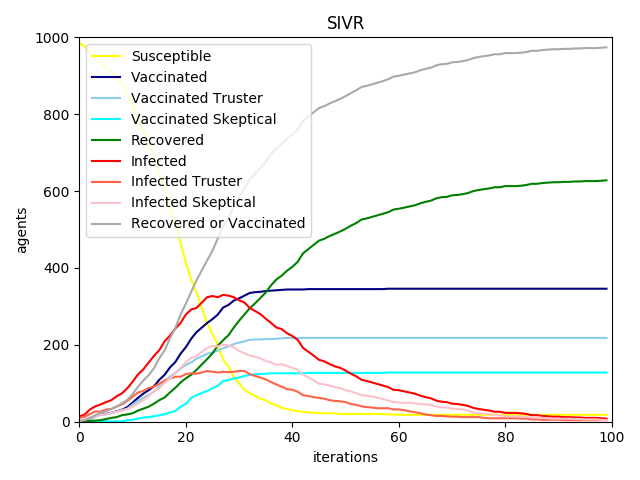 SIVR
1000
800
600
400
200
0
agents
Susceptible
Vaccinated
Vaccinated Truster
Vaccinated Skeptical
Recovered
Infected
Infected Truster
Infected Skeptical
Recovered or Vaccinated
0 20 40 60 80 100
iterations